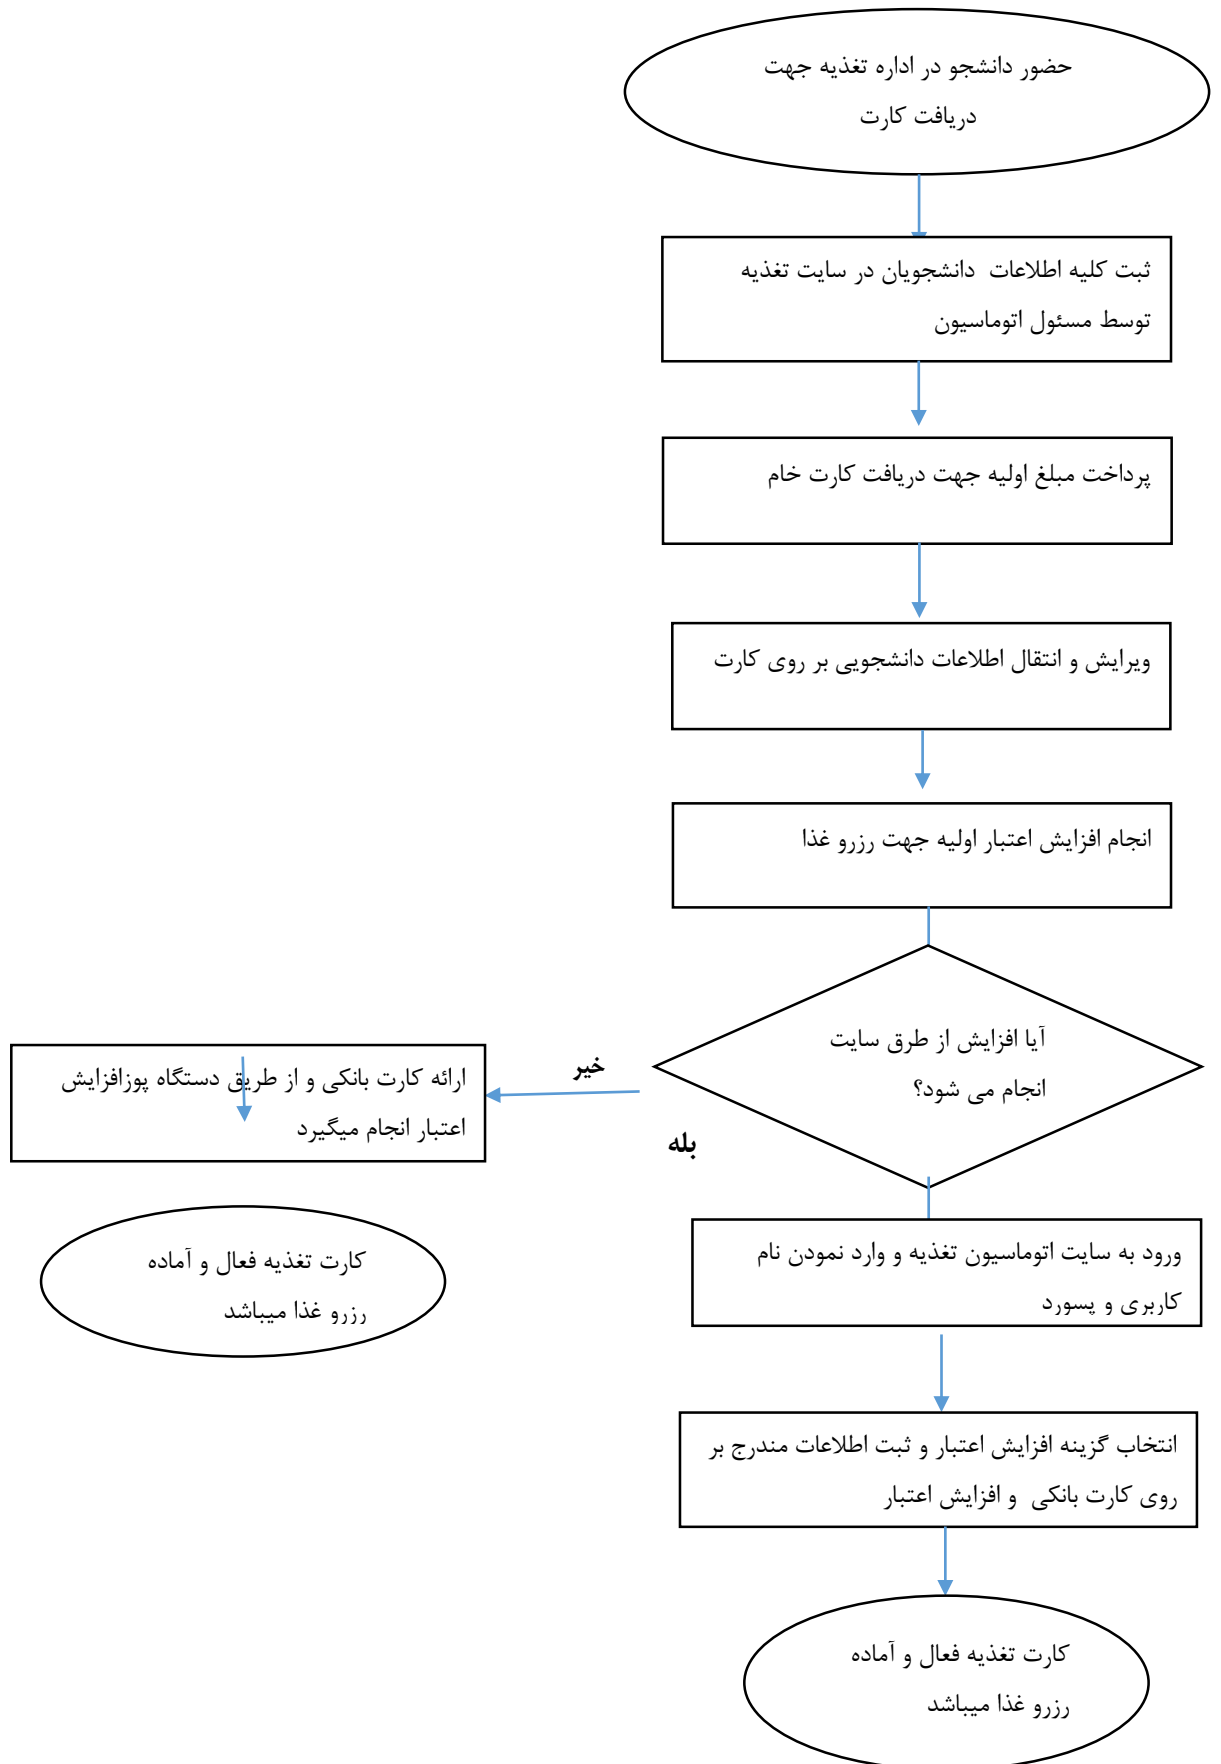 حضور دانشجو در اداره تغذیه جهت
دریافت کارت
ثبت کلیه اطلاعات دانشجویان در سایت تغذیه
توسط مسئول اتوماسیون
پرداخت مبلغ اولیه جهت دریافت کارت خام
ویرایش و انتقال اطلاعات دانشجویی بر روی کارت
انجام افزایش اعتبار اولیه جهت رزرو غذا
آیا افزایش از طرق سایت
انجام می شود؟
خیر
ارائه کارت بانکی و از طریق دستگاه پوزافزایش
اعتبار انجام میگیرد
بله
کارت تغذیه فعال و آماده
رزرو غذا میباشد
ورود به سایت اتوماسیون تغذیه و وارد نمودن نام
کاربری و پسورد
انتخاب گزینه افزایش اعتبار و ثبت اطلاعات مندرج بر
روی کارت بانکی و افزایش اعتبار
کارت تغذیه فعال و آماده
رزرو غذا میباشد